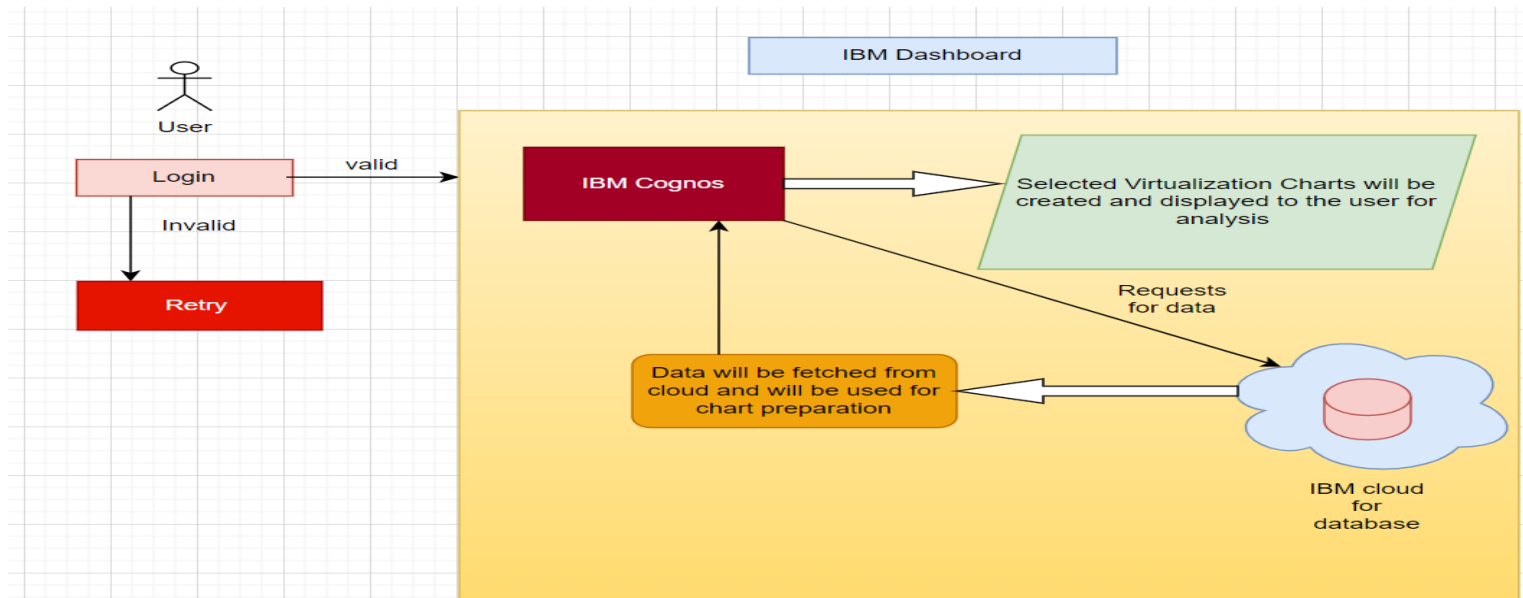 IBM Dashboard
User
Login
valid
Invalid
Retry
IBM Cognos
Selected Virtualization Charts will be
created and displayed to the user for
analysis
Requests
for data
Data will be fetched from
cloud and will be used for
chart preparation
IBM cloud
for
database